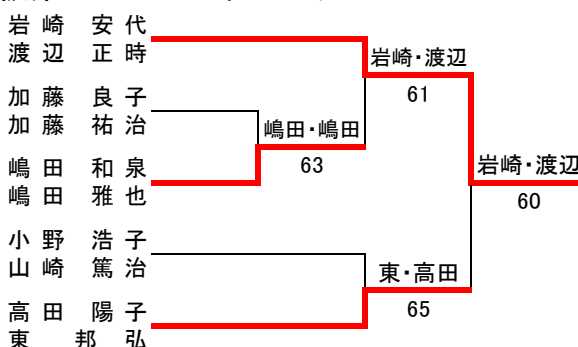 岩崎 安代
渡辺 正時
岩崎・渡辺
61
加藤 良子
加藤 祐治
嶋田・嶋田
63
嶋田 和泉
嶋田 雅也
岩崎・渡辺
60
小野 浩子
山崎 篤治
東・高田
65
高田 陽子
東 邦弘